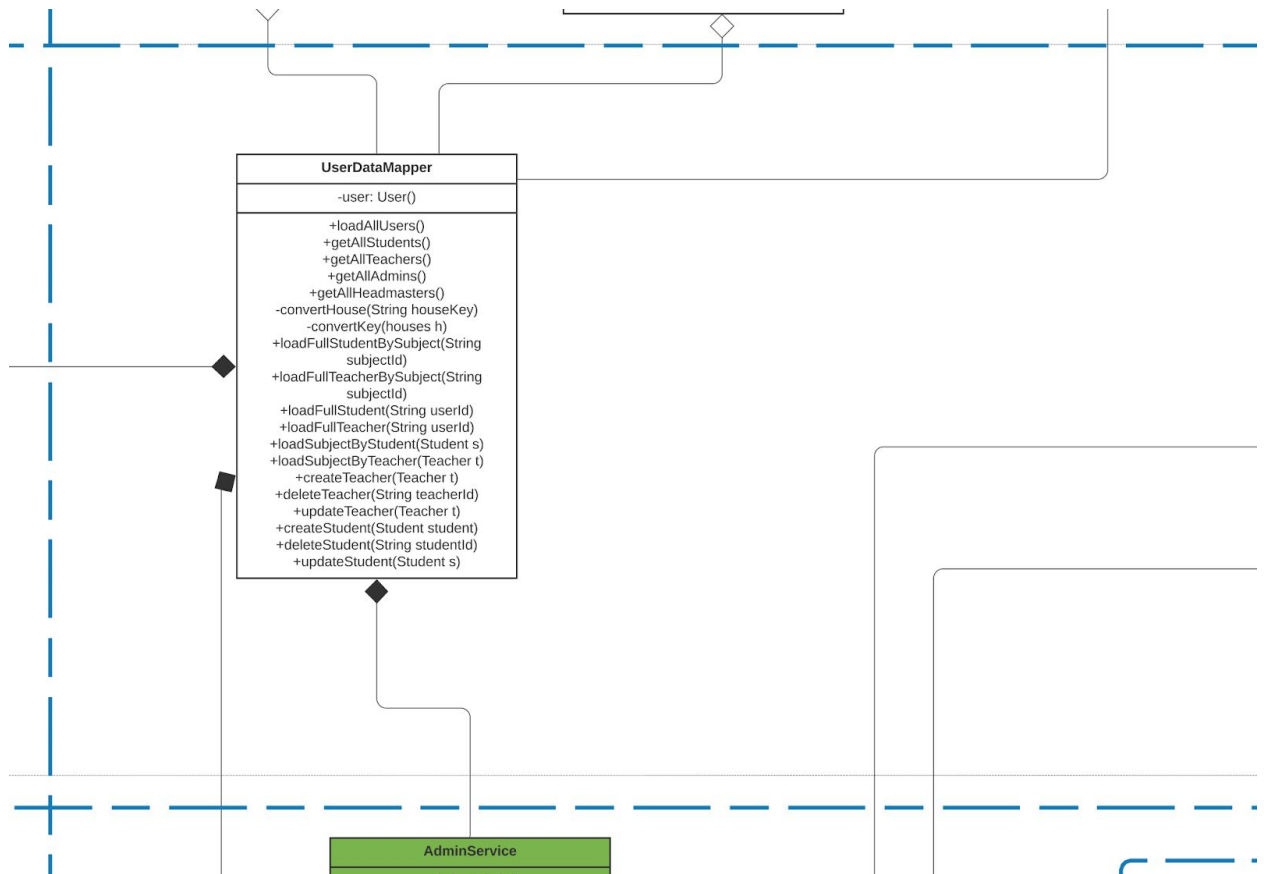 UserDataMapper
-user: User()
+loadAllUsers()
+getAllStudents()
+getAllTeachers()
+getAllAdmins()
+getAllHeadmasters()
-convertHouse(String houseKey)
-convertKey(houses h)
+loadFullStudentBySubject(String
subjectId)
+loadFullTeacherBySubject(String
subjectId)
+loadFullStudent(String userId)
+loadFullTeacher(String userId)
+loadSubjectByStudent(Student s)
+loadSubjectByTeacher(Teacher t)
+createTeacher(Teacher t)
+deleteTeacher(String teacherId)
+updateTeacher(Teacher t)
+createStudent(Student student)
+deleteStudent(String studentId)
+updateStudent(Student s)
AdminService